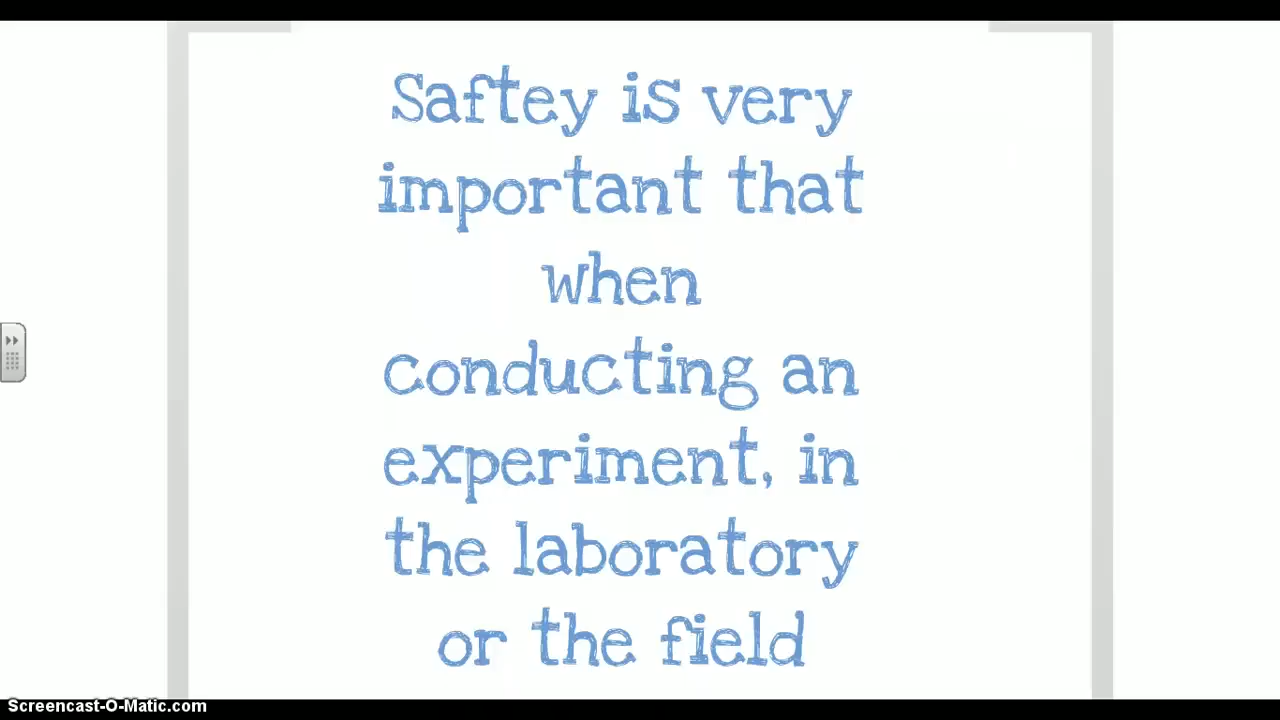 Saftey is very
important that
when
conducting an
experiment, in
the laboratory
or the field
Screencast-O-Matic.com